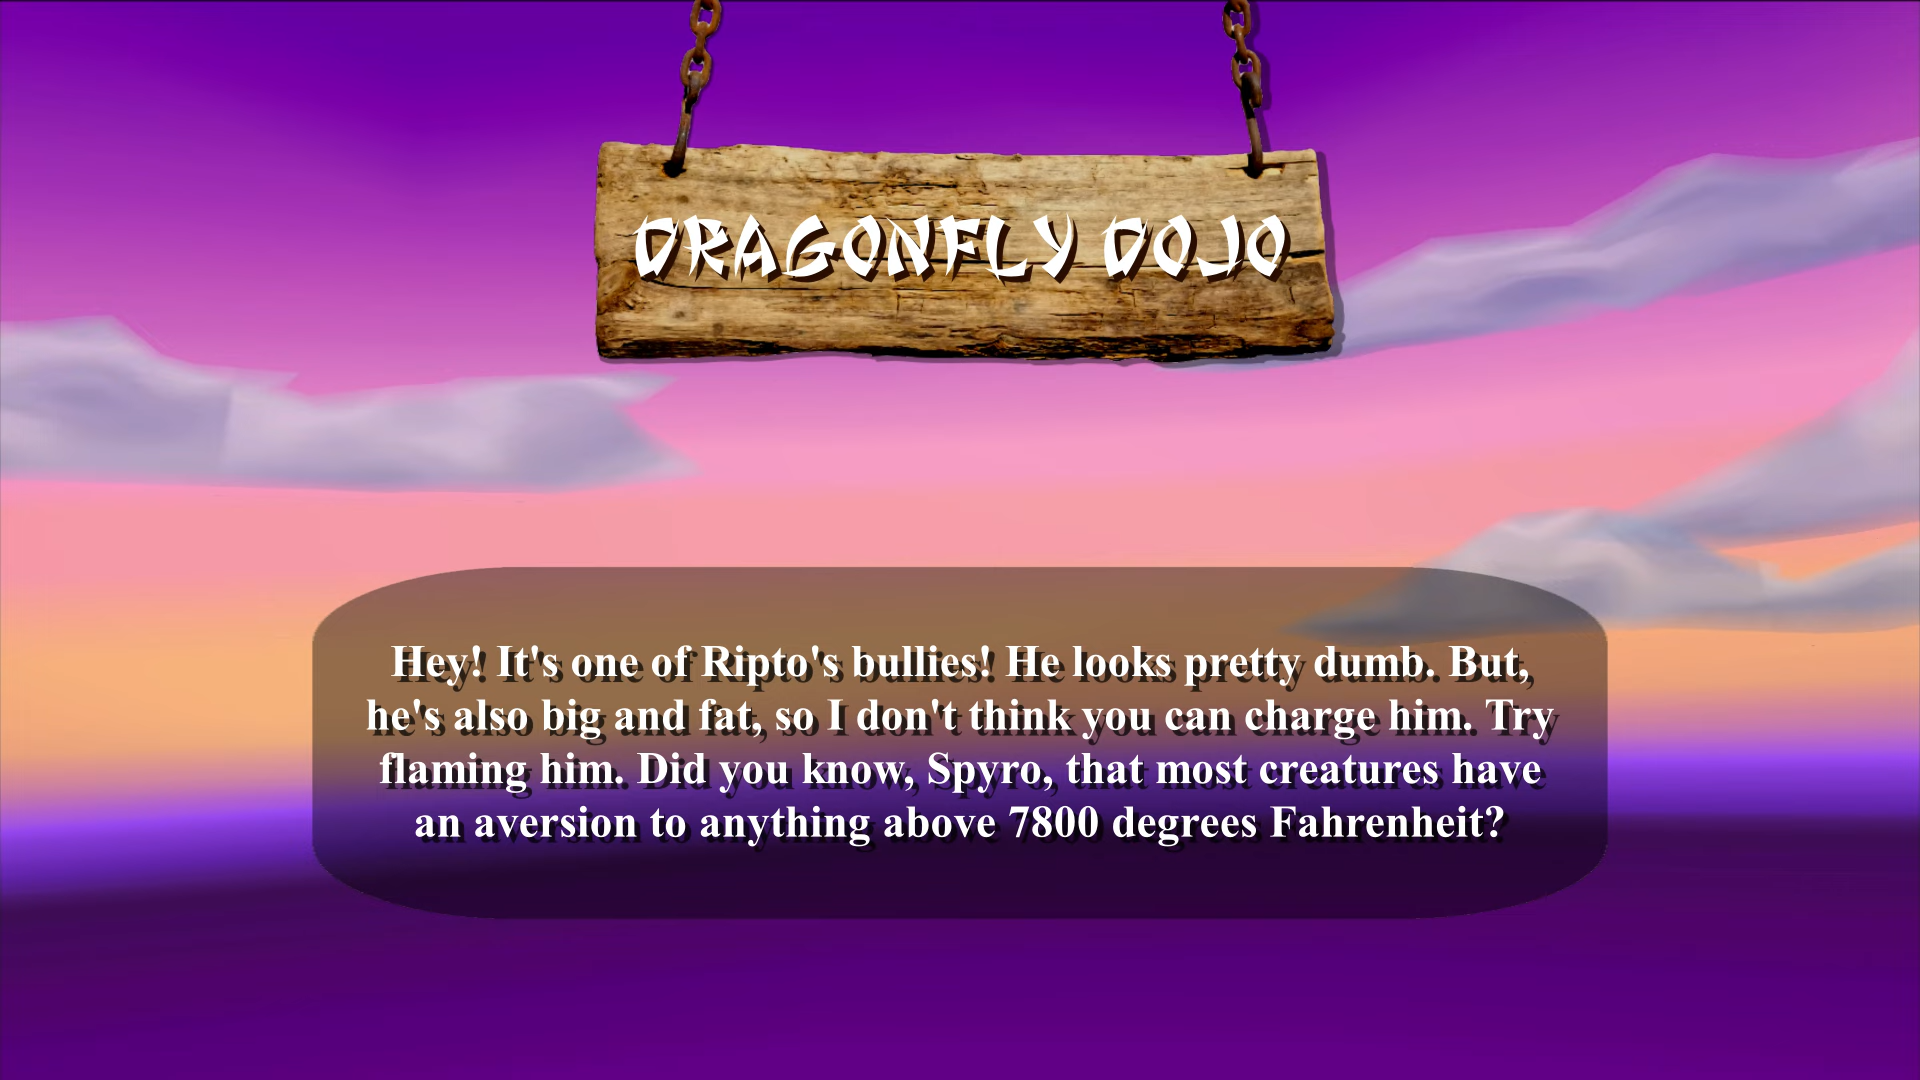 DRAGONFLY DOJO
Hey! It's one of Ripto's bullies! He looks pretty dumb. But,
he's also big and fat, so I don't think you can charge him. Try
flaming him. Did you know, Spyro, that most creatures have
an aversion to anything above 7800 degrees Fahrenheit?